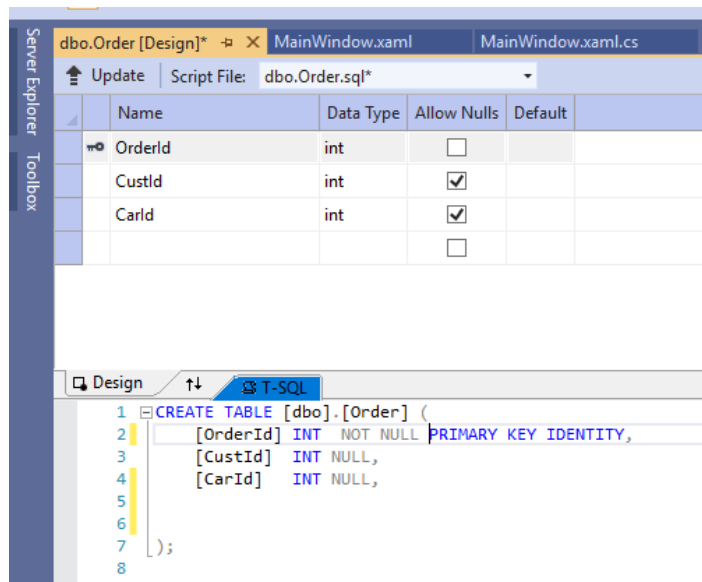 Server Explorer
Toolbox
dbo.Order [Design]* MainWindow.xaml MainWindow.xaml.cs
Update Script File: dbo.Order.sql*
Name Data Type Allow Nulls Default
OrderId int
CustId int
CarId int
Design T-SQL
1 CREATE TABLE [dbo].[Order] (
2 [OrderId] INT NOT NULL PRIMARY KEY IDENTITY,
3 [CustId] INT NULL,
4 [CarId] INT NULL,
5
6
7 );
8